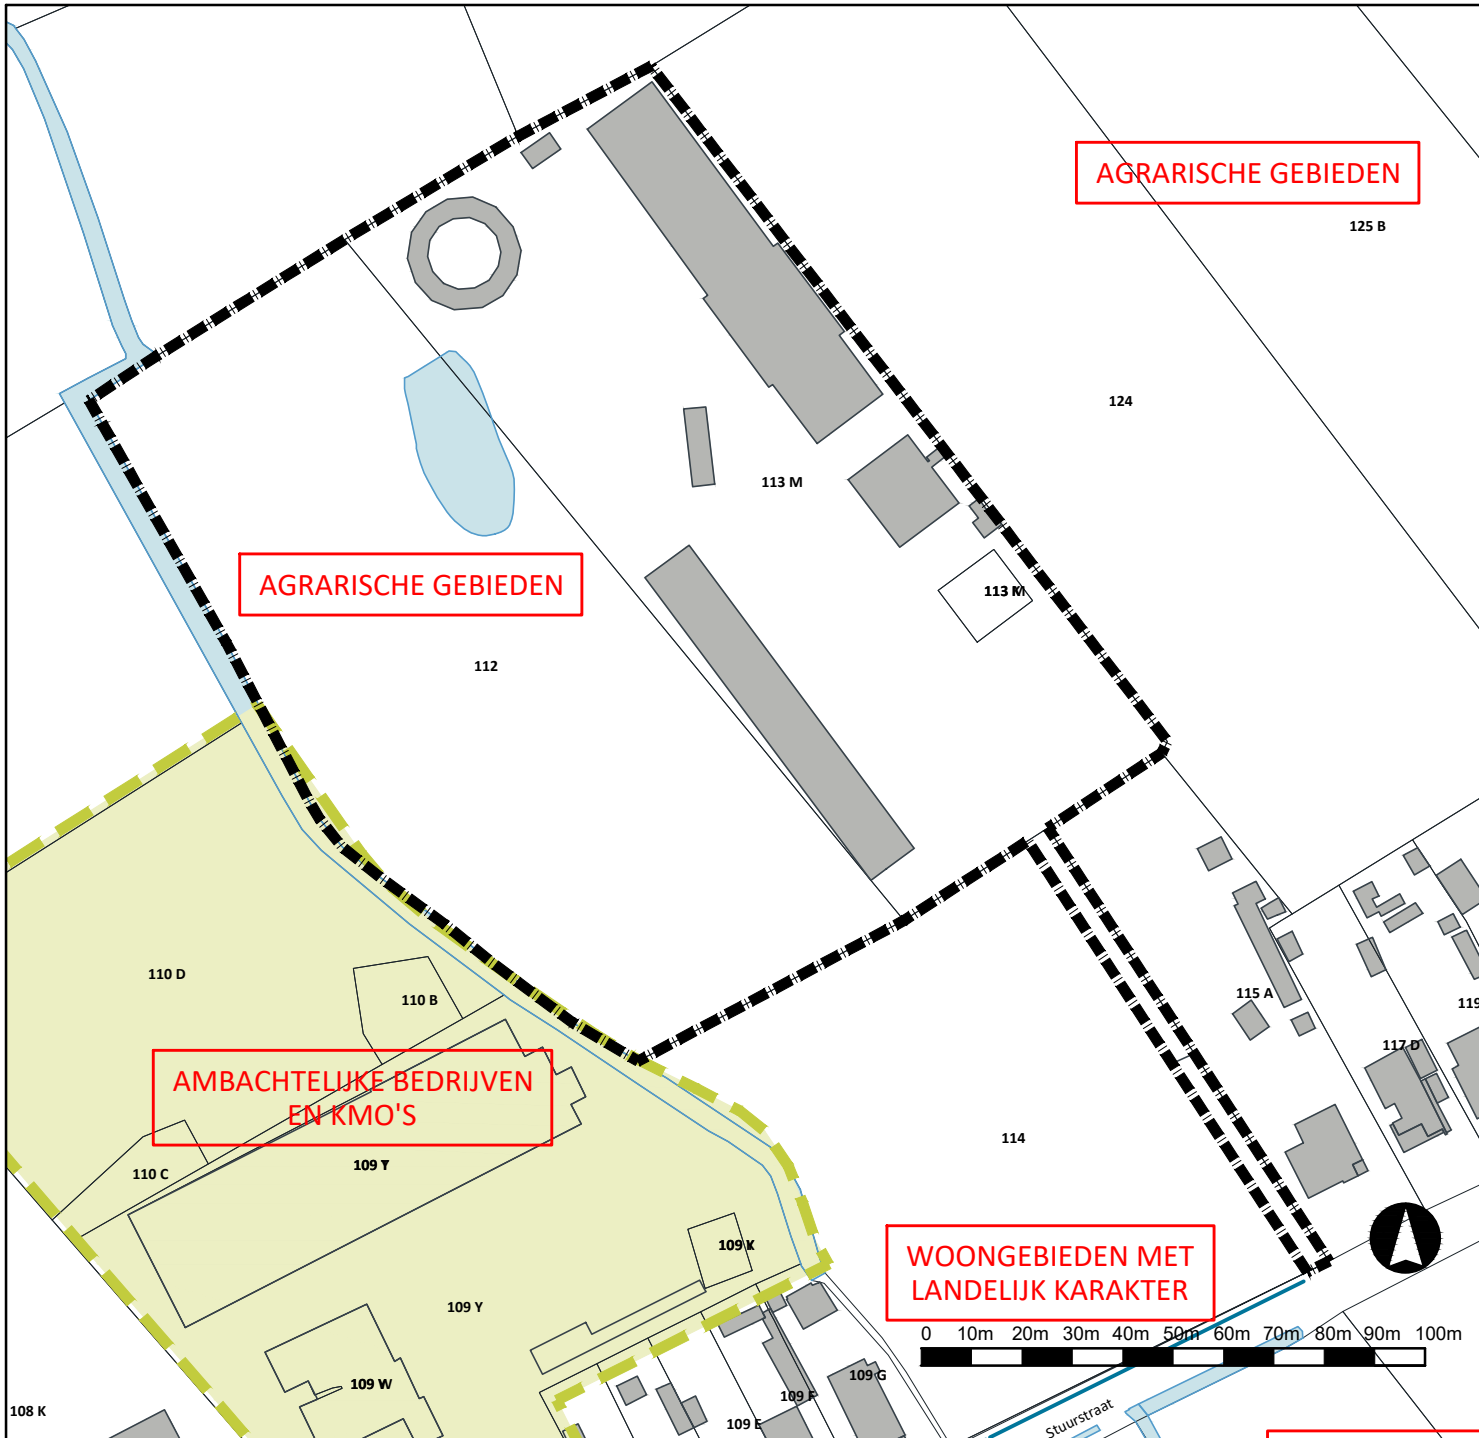 AGRARISCHE GEBIEDEN
125 B
124
113 M
AGRARISCHE GEBIEDEN
113 M
112
110 D
110 B
115 A
119
117 D
AMBACHTELIJKE BEDRIJVEN
EN KMO'S
114
110 C
109 Y
WOONGEBIEDEN MET
LANDELIJK KARAKTER
109 Y
0 10m 20m 30m 40m 50m 60m 70m 80m 90m 100m
109 W
109 G
109 F
108 K
109 E
Stuurstraat